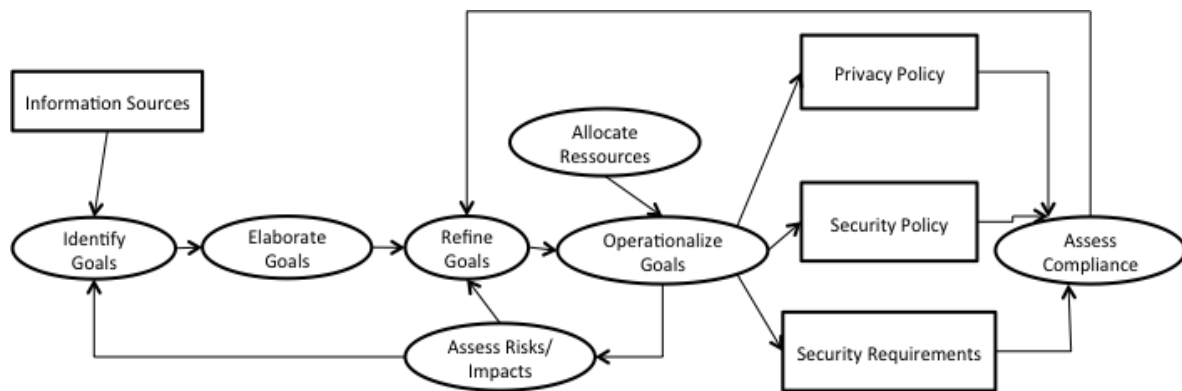 Information Sources
Privacy Policy
Allocate
Ressources
Identify
Goals
Elaborate
Goals
Refine
Goals
Operationalize
Goals
Security Policy
Assess
Compliance
Assess Risks/
Impacts
Security Requirements